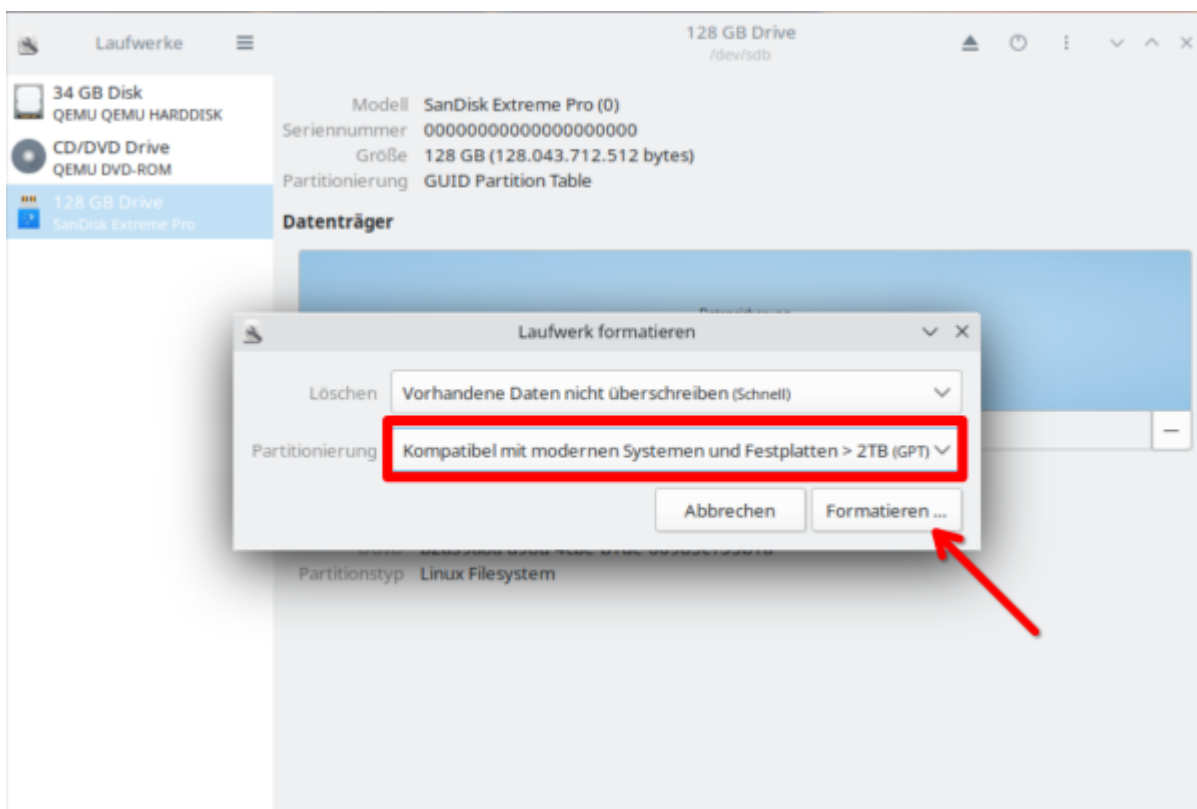 Laufwerke
128 GB Drive
/dev/sdb
34 GB Disk
QEMU QEMU HARDDISK
CD/DVD Drive
QEMU DVD-ROM
128 GB Drive
SanDisk Extreme Pro
Modell SanDisk Extreme Pro (0)
Seriennummer 00000000000000000000
Größe 128 GB (128.043.712.512 bytes)
Partitionierung GUID Partition Table
Datenträger
Laufwerk formatieren
Löschen Vorhandene Daten nicht überschreiben (Schnell)
Partitionierung Kompatibel mit modernen Systemen und Festplatten > 2TB (GPT)
Abbrechen Formatieren ...
Partitionstyp Linux Filesystem